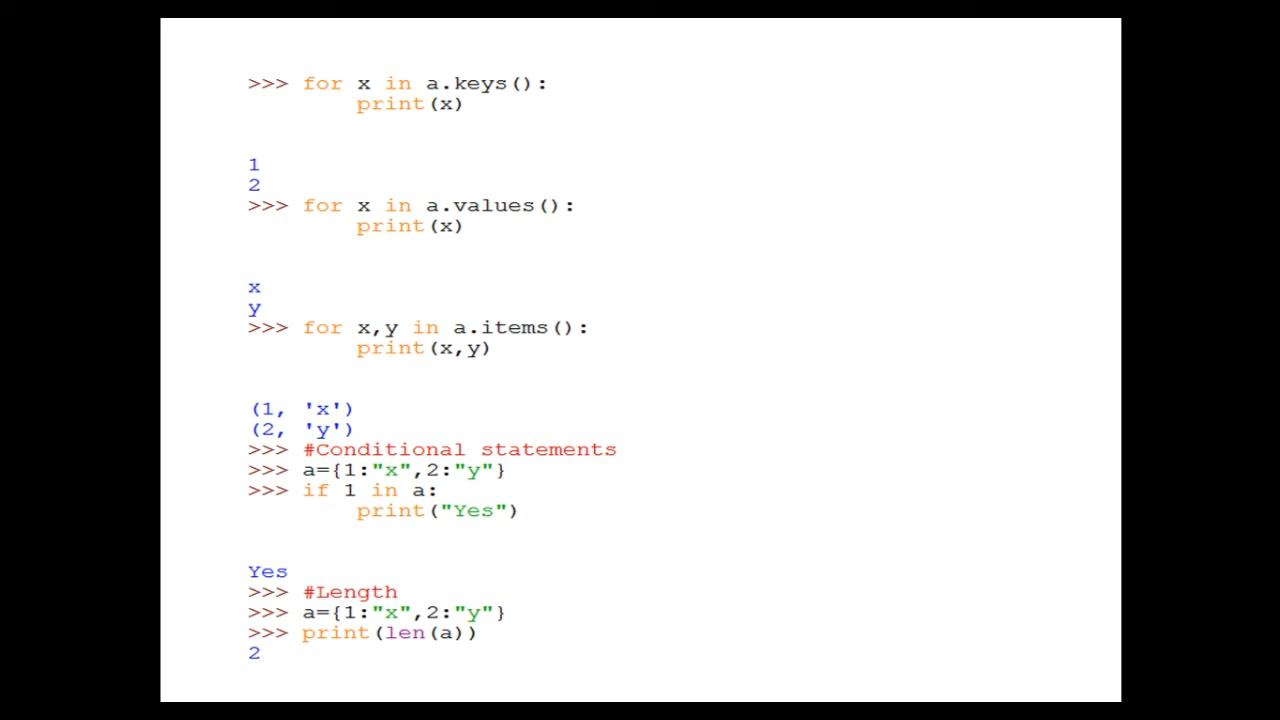 >>> for x in a.keys():
        print(x)
1
2
>>> for x in a.values():
        print(x)
x
y
>>> for x,y in a.items():
        print(x,y)
(1, 'x')
(2, 'y')
>>> #Conditional statements
>>> a={1:"x",2:"y"}
>>> if 1 in a:
        print("Yes")
Yes
>>> #Length
>>> a={1:"x",2:"y"}
>>> print(len(a))
2